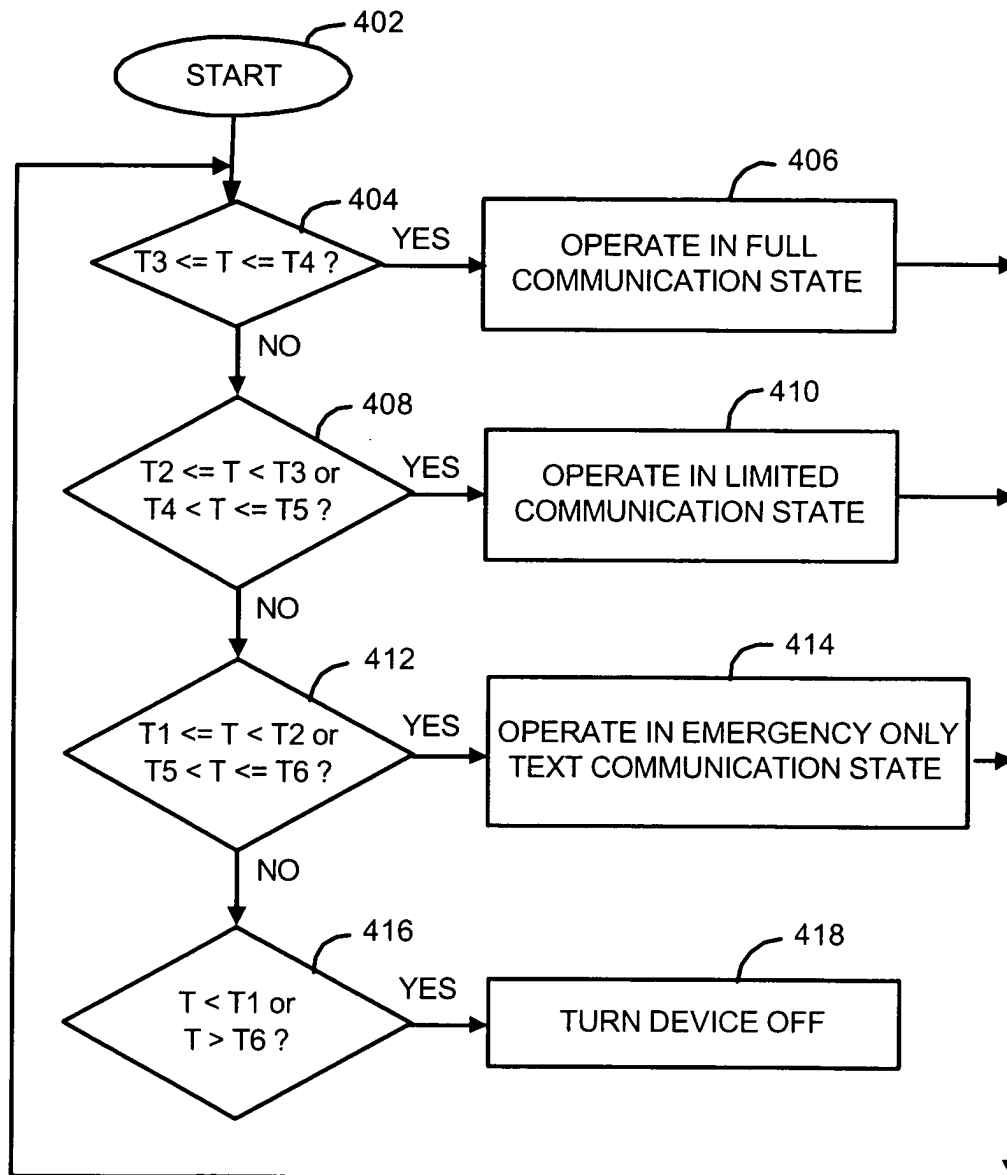 402
START
404
T3 <= T <= T4 ?
YES
406
OPERATE IN FULL
COMMUNICATION STATE
NO
408
T2 <= T < T3 or
T4 < T <= T5 ?
YES
410
OPERATE IN LIMITED
COMMUNICATION STATE
NO
412
T1 <= T < T2 or
T5 < T <= T6 ?
YES
414
OPERATE IN EMERGENCY ONLY
TEXT COMMUNICATION STATE
NO
416
T < T1 or
T > T6 ?
YES
418
TURN DEVICE OFF